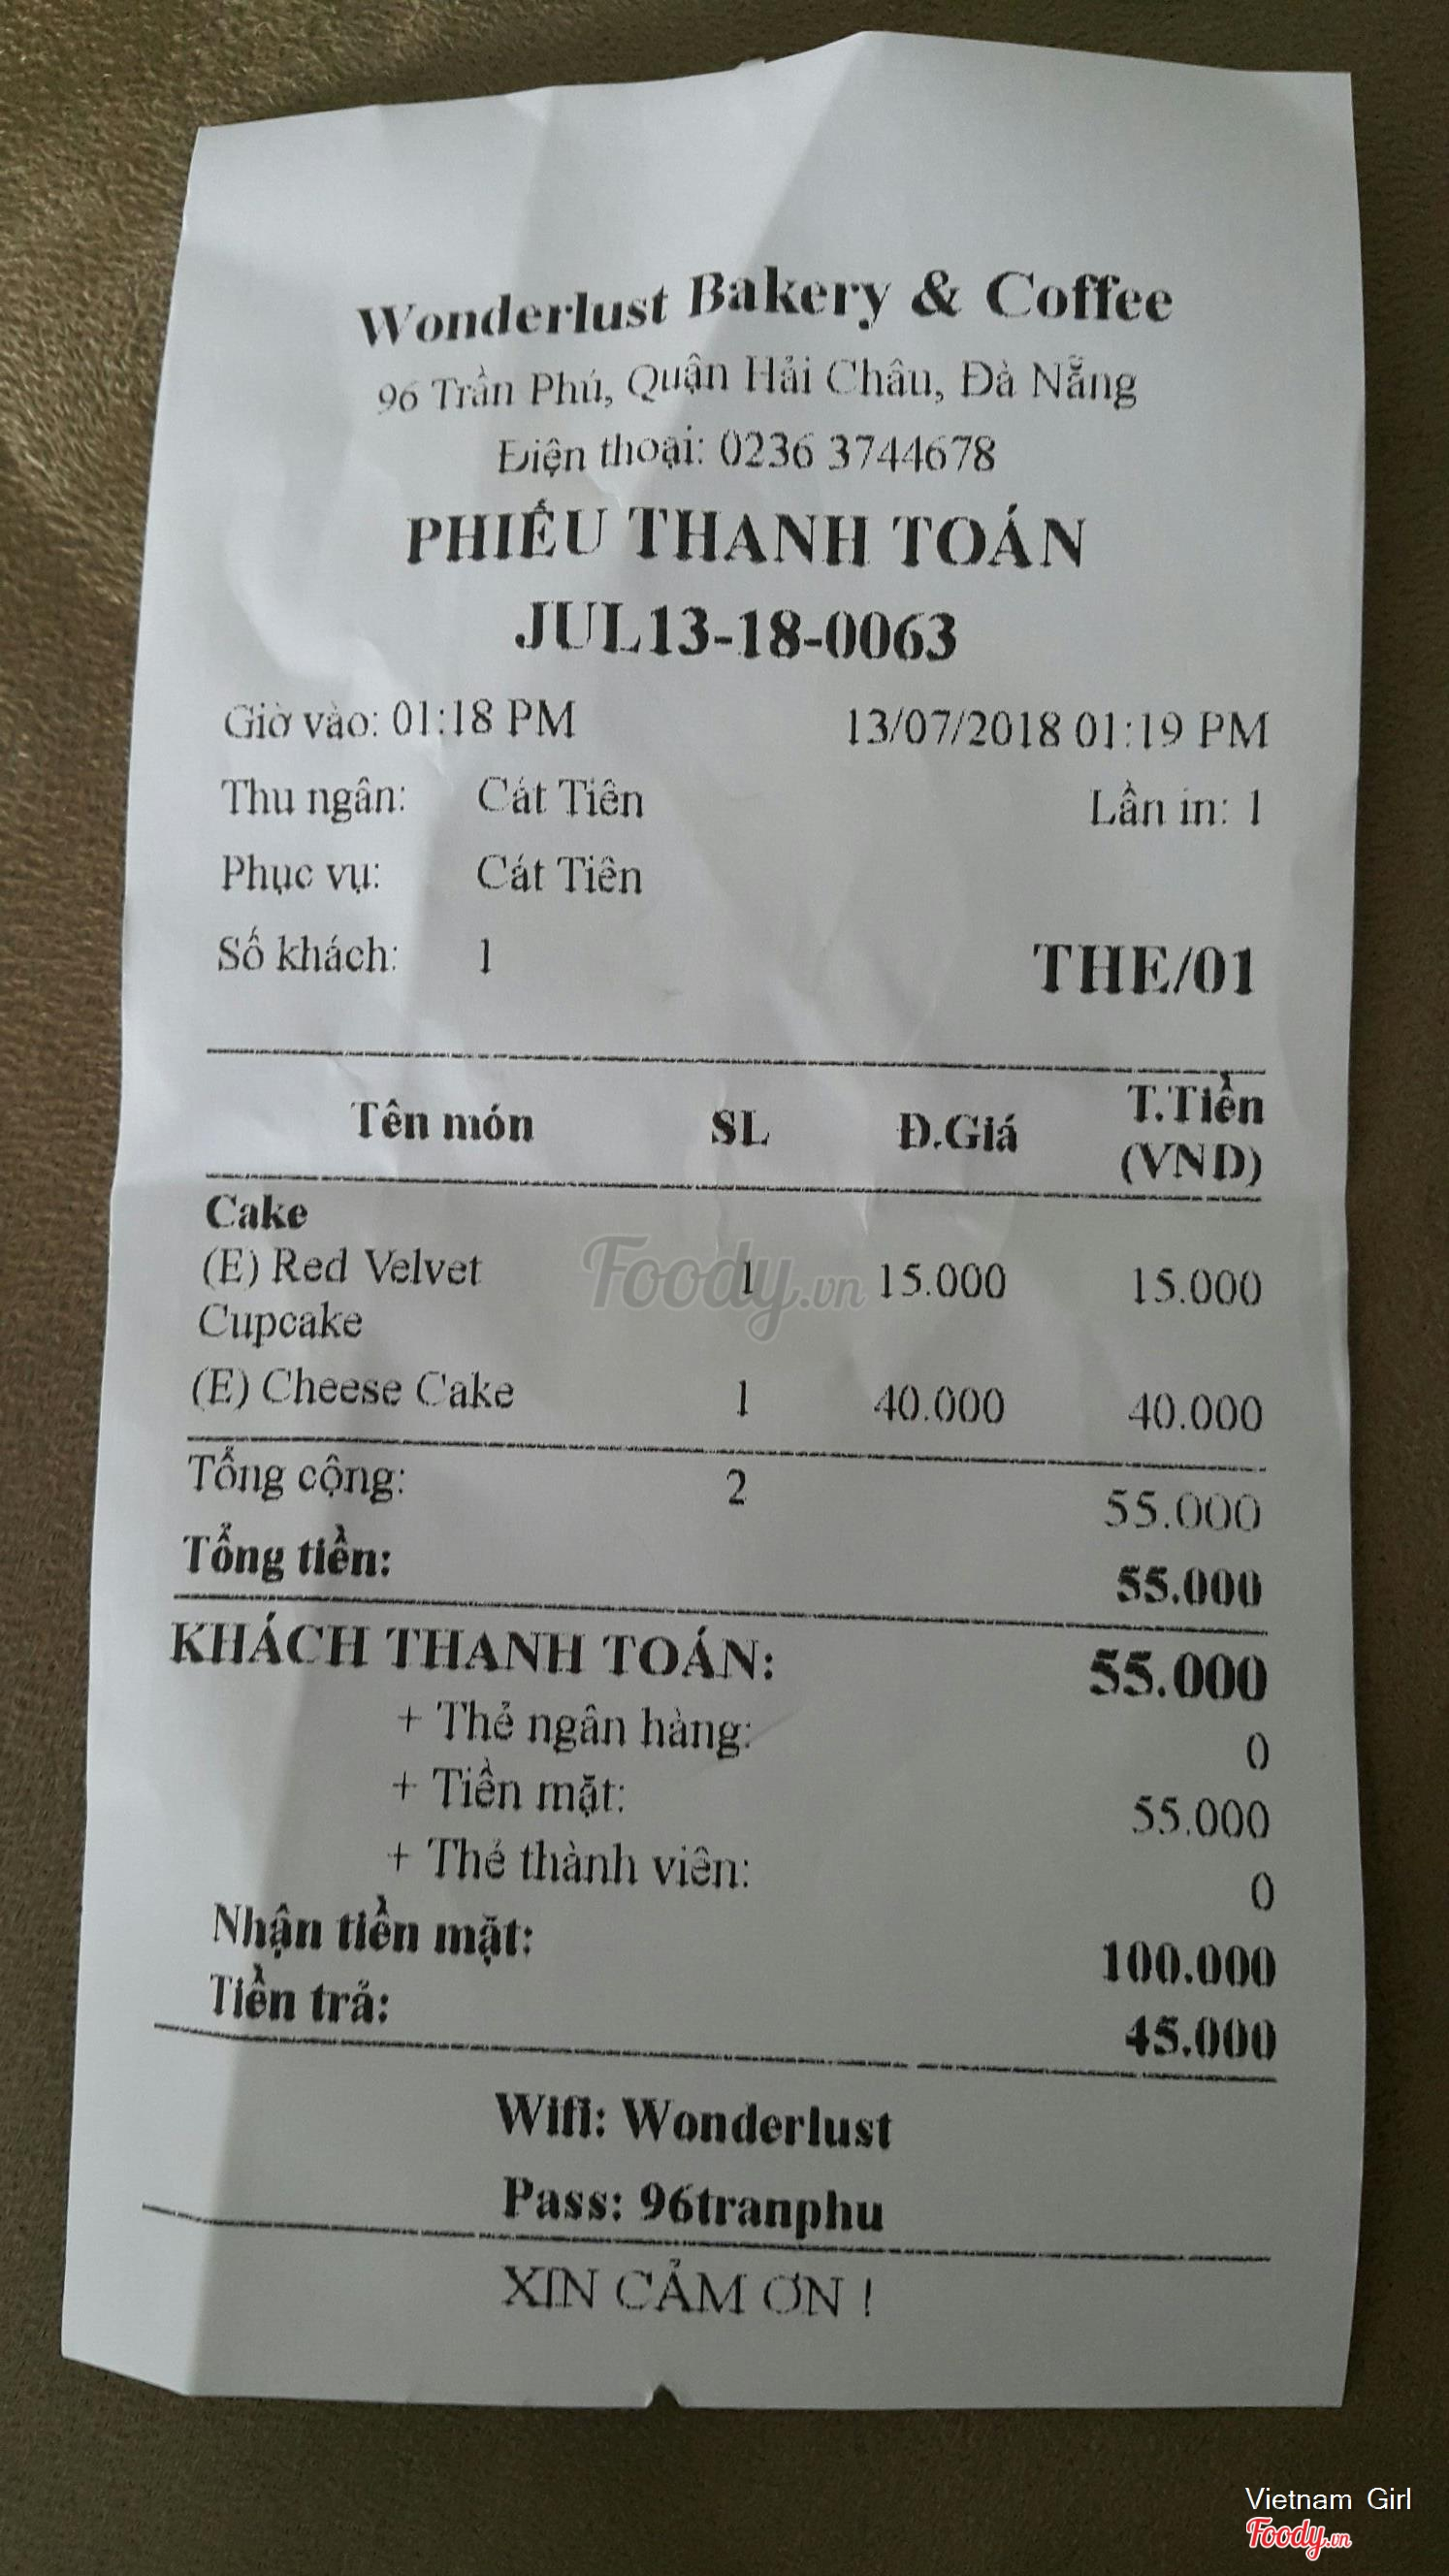 Wonderlust Bakery & Coffee
96 Trần Phú, Quận Hải Châu, Đà Nẵng
Điện thoại: 0236 3744678
PHIẾU THANH TOÁN
JUL13-18-0063
Giờ vào: 01:18 PM 13/07/2018 01:19 PM
Thu ngân: Cát Tiên Lần in: 1
Phục vụ: Cát Tiên
Số khách: 1 THE/01
Tên món SL Đ.Giá T.Tiền
(VND)
Cake
(E) Red Velvet 1 15.000 15.000
Cupcake
(E) Cheese Cake 1 40.000 40.000
Tổng cộng: 2 55.000
Tổng tiền: 55.000
KHÁCH THANH TOÁN: 55.000
+ Thẻ ngân hàng: 0
+ Tiền mặt: 55.000
+ Thẻ thành viên: 0
Nhận tiền mặt: 100.000
Tiền trả: 45.000
Wifi: Wonderlust
Pass: 96tranphu
XIN CẢM ƠN !
Foody.vn
Vietnam Girl
Foody.vn